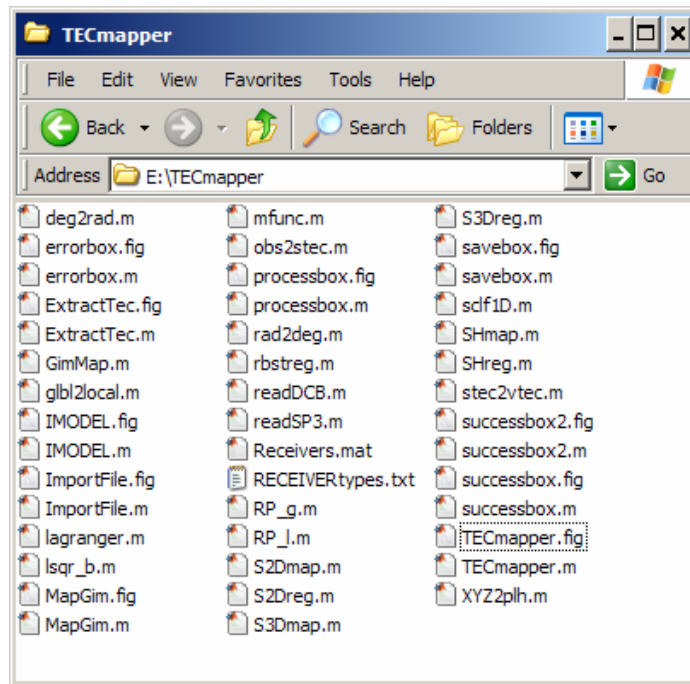 TECmapper
File Edit View Favorites Tools Help
Back Search Folders
Address E:\TECmapper Go
deg2rad.m
errorbox.fig
errorbox.m
ExtractTec.fig
ExtractTec.m
GimMap.m
glbl2local.m
IMODEL.fig
IMODEL.m
ImportFile.fig
ImportFile.m
lagranger.m
lsqr_b.m
MapGim.fig
MapGim.m
mfunc.m
obs2stec.m
processbox.fig
processbox.m
rad2deg.m
rbstreg.m
readDCB.m
readSP3.m
Receivers.mat
RECEIVERtypes.txt
RP_g.m
RP_l.m
S2Dmap.m
S2Dreg.m
S3Dmap.m
S3Dreg.m
savebox.fig
savebox.m
sclf1D.m
SHmap.m
SHreg.m
stec2vtec.m
successbox2.fig
successbox2.m
successbox.fig
successbox.m
TECmapper.fig
TECmapper.m
XYZ2plh.m